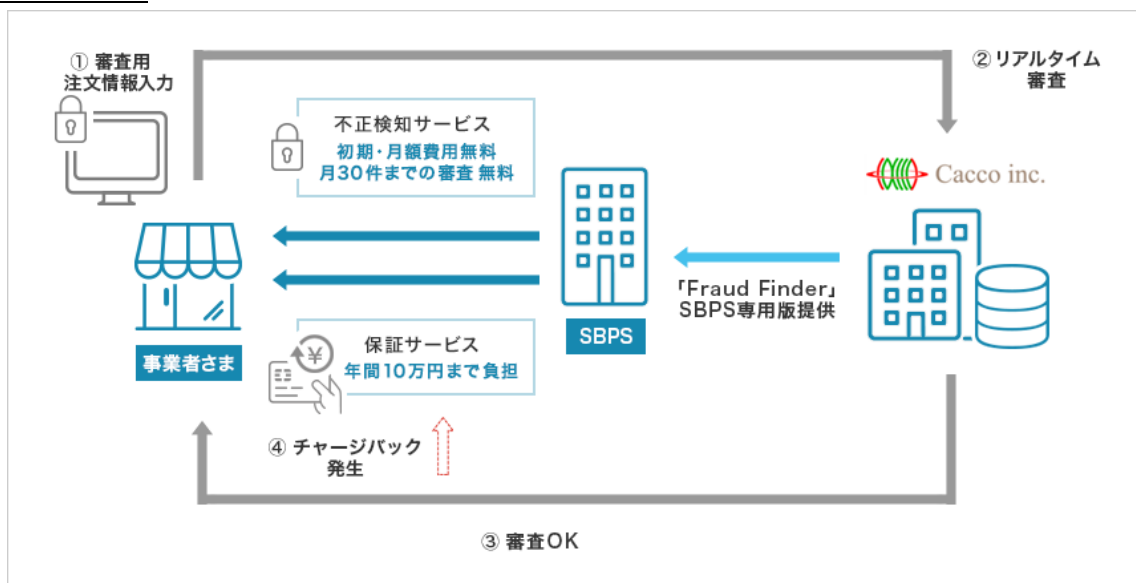 ① 審査用
注文情報入力
② リアルタイム
審査
不正検知サービス
初期・月額費用無料
月30件までの審査 無料
Cacco inc.
「Fraud Finder」
SBPS専用版提供
SBPS
事業者さま
¥
保証サービス
年間10万円まで負担
④ チャージバック
発生
③ 審査OK